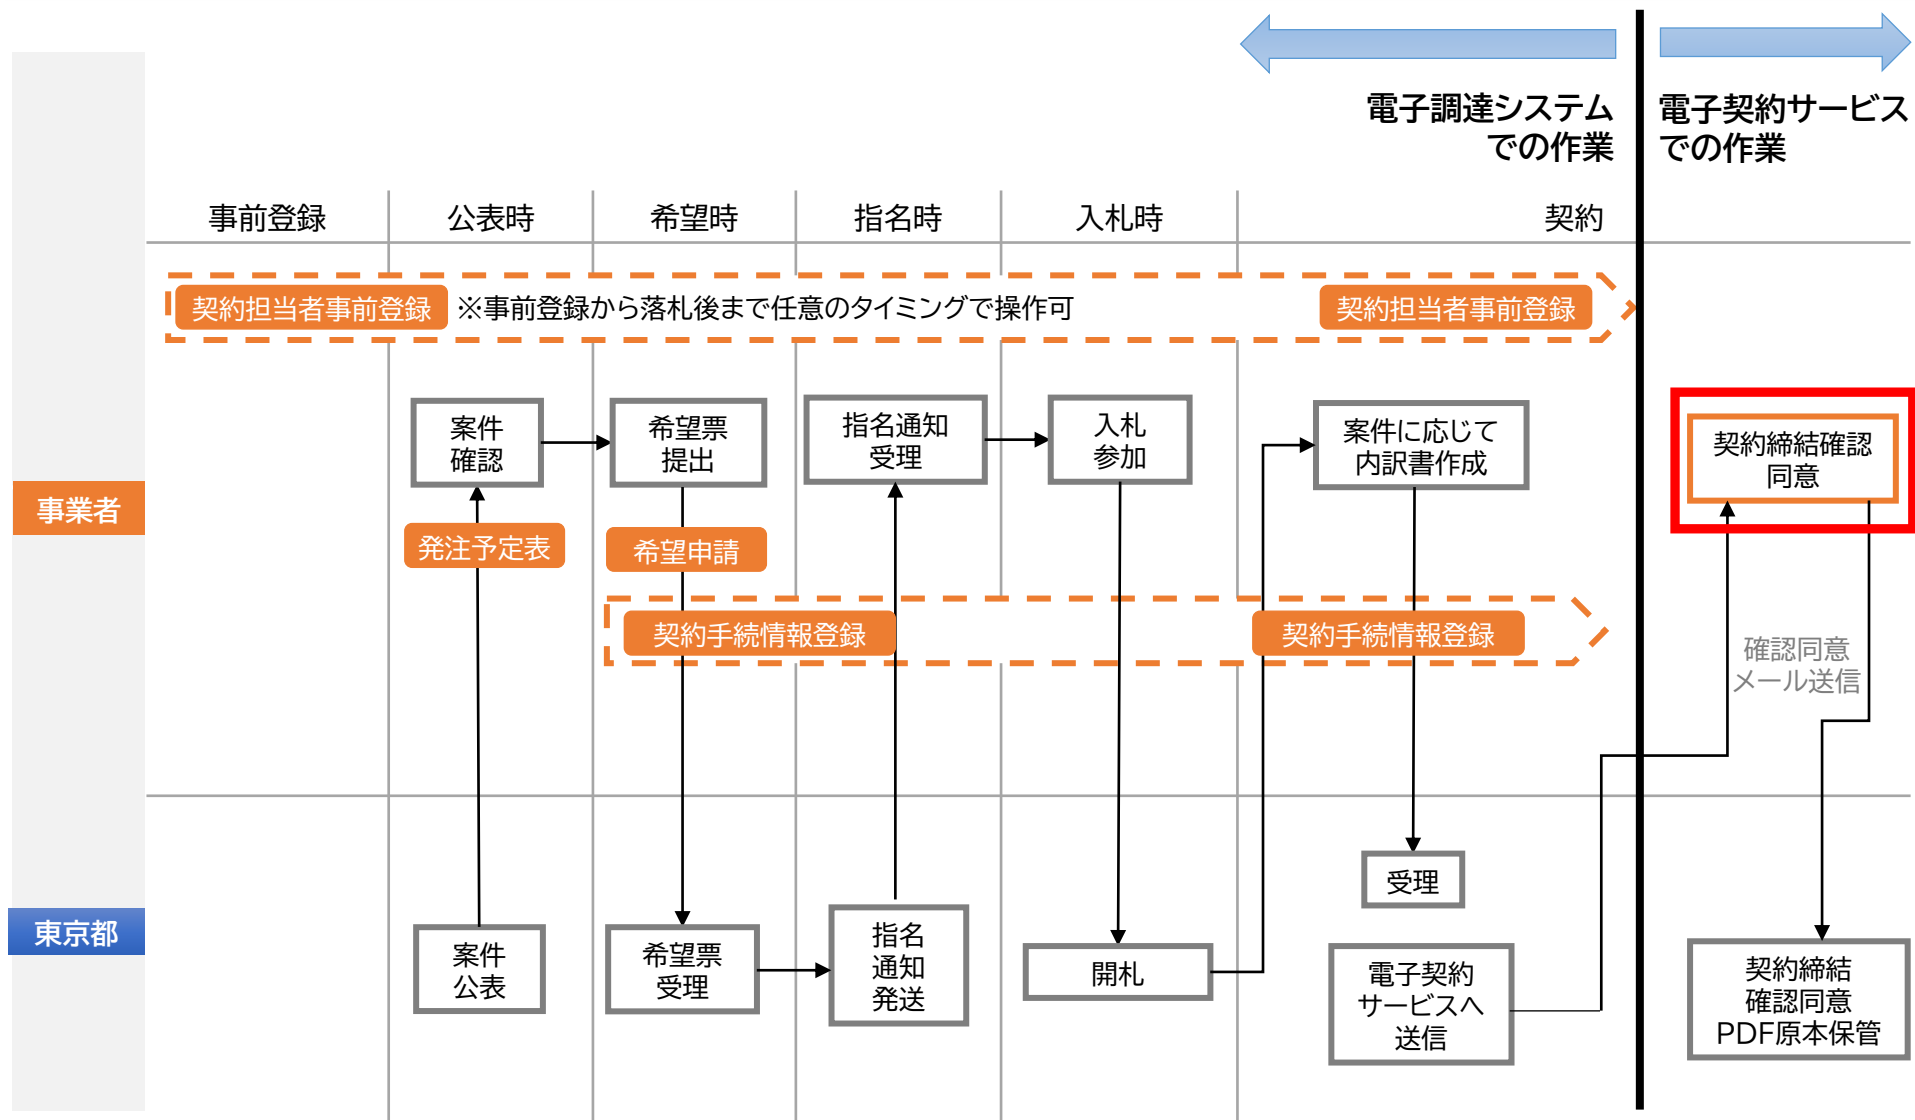 電子調達システム
での作業
電子契約サービス
での作業
事前登録
公表時
希望時
指名時
入札時
契約
契約担当者事前登録
※事前登録から落札後まで任意のタイミングで操作可
契約担当者事前登録
事業者
案件
確認
希望票
提出
指名通知
受理
入札
参加
案件に応じて
内訳書作成
契約締結確認
同意
発注予定表
希望申請
契約手続情報登録
契約手続情報登録
確認同意
メール送信
東京都
案件
公表
希望票
受理
指名
通知
発送
開札
受理
電子契約
サービスへ
送信
契約締結
確認同意
PDF原本保管